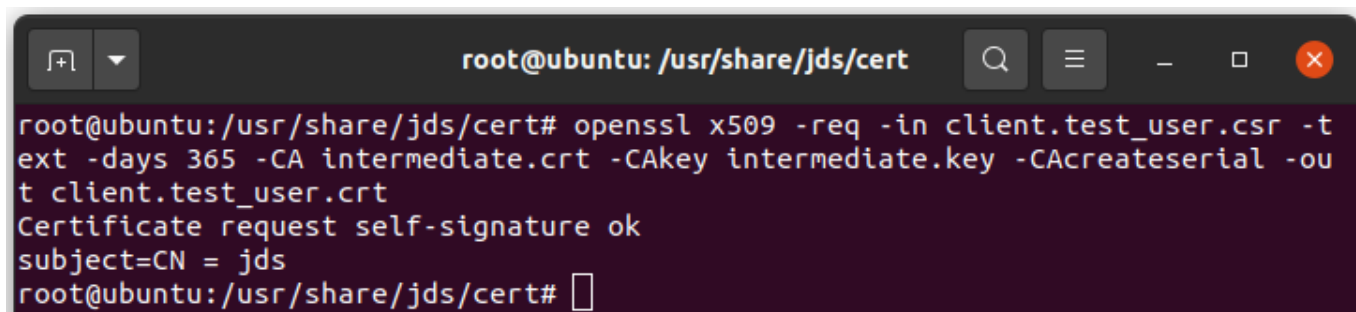 root@ubuntu: /usr/share/jds/cert
root@ubuntu:/usr/share/jds/cert# openssl x509 -req -in client.test_user.csr -t
ext -days 365 -CA intermediate.crt -CAkey intermediate.key -CAcreateserial -ou
t client.test_user.crt
Certificate request self-signature ok
subject=CN = jds
root@ubuntu:/usr/share/jds/cert#